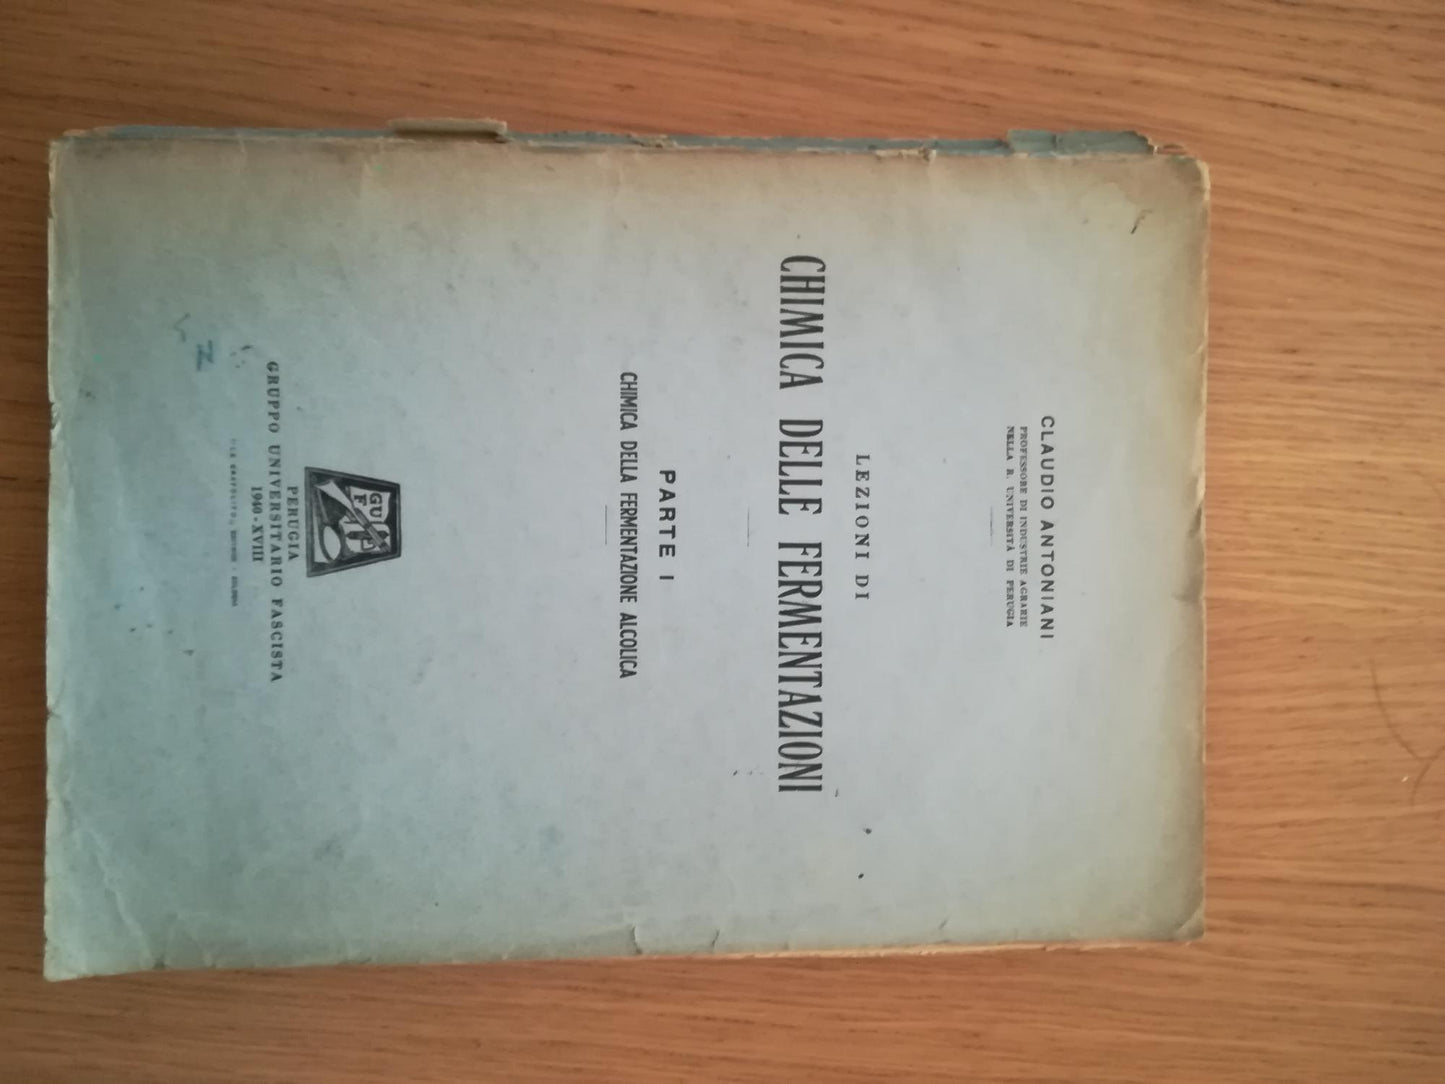 CLAUDIO ANTONIANI
PROFESSORE DI INDUSTRIE AGRARIE
NELLA R. UNIVERSITÀ DI PERUGIA
LEZIONI DI
CHIMICA DELLE FERMENTAZIONI
PARTE I
CHIMICA DELLA FERMENTAZIONE ALCOLICA
GU
F
PERUGIA
GRUPPO UNIVERSITARIO FASCISTA
1940 - XVIII